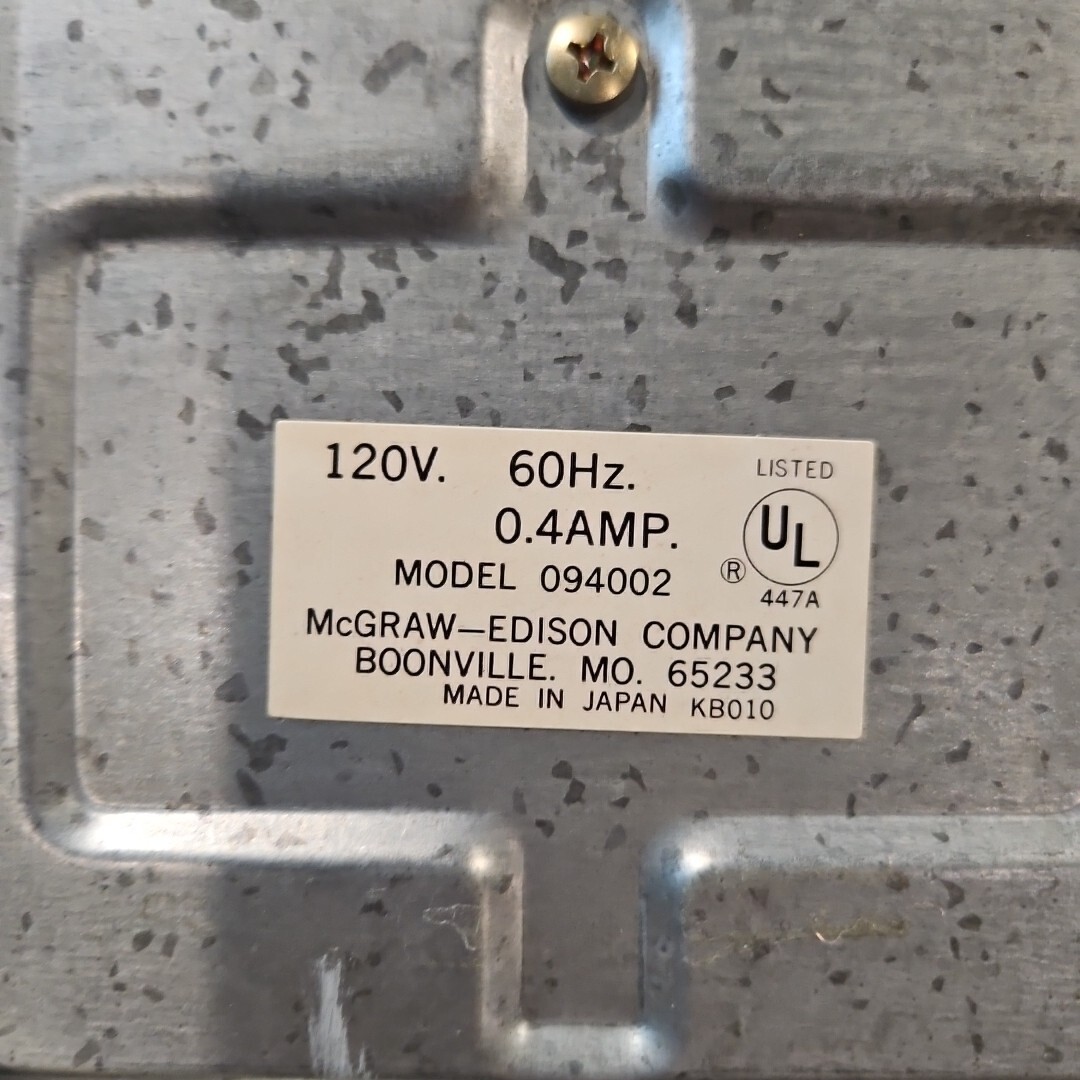 120V. 60Hz. LISTED
0.4AMP. UL
MODEL 094002 ® 447A
McGRAW—EDISON COMPANY
BOONVILLE. MO. 65233
MADE IN JAPAN KB010